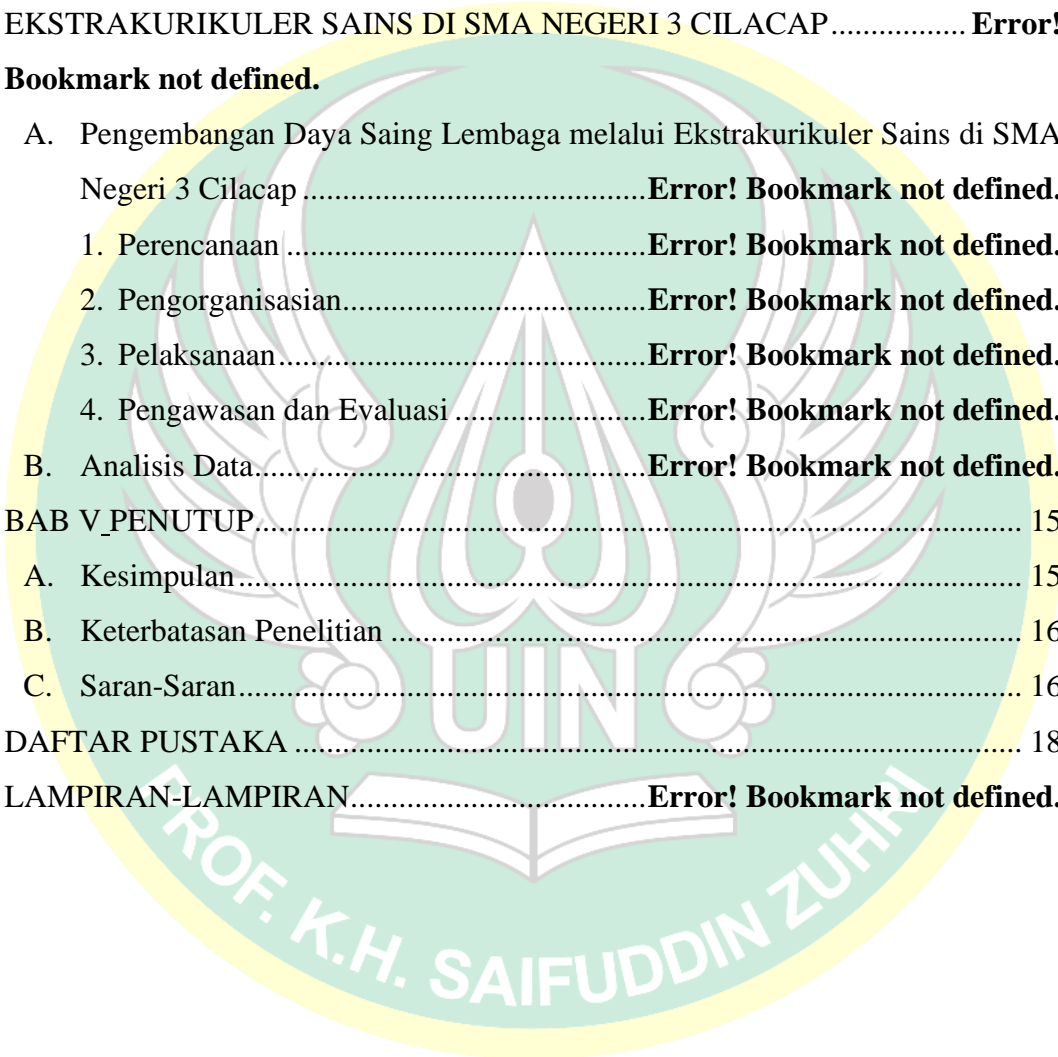 EKSTRAKURIKULER SAINS DI SMA NEGERI 3 CILACAP................. Error!
Bookmark not defined.
A. Pengembangan Daya Saing Lembaga melalui Ekstrakurikuler Sains di SMA
Negeri 3 Cilacap ............................................Error! Bookmark not defined.
1. Perencanaan ..............................................Error! Bookmark not defined.
2. Pengorganisasian.......................................Error! Bookmark not defined.
3. Pelaksanaan...............................................Error! Bookmark not defined.
4. Pengawasan dan Evaluasi ........................Error! Bookmark not defined.
B. Analisis Data..................................................Error! Bookmark not defined.
BAB V PENUTUP................................................................................................. 15
A. Kesimpulan.................................................................................................... 15
B. Keterbatasan Penelitian ................................................................................ 16
C. Saran-Saran.................................................................................................... 16
DAFTAR PUSTAKA ............................................................................................ 18
LAMPIRAN-LAMPIRAN......................................Error! Bookmark not defined.
UIN
PROF. K.H. SAIFUDDIN ZUHRI